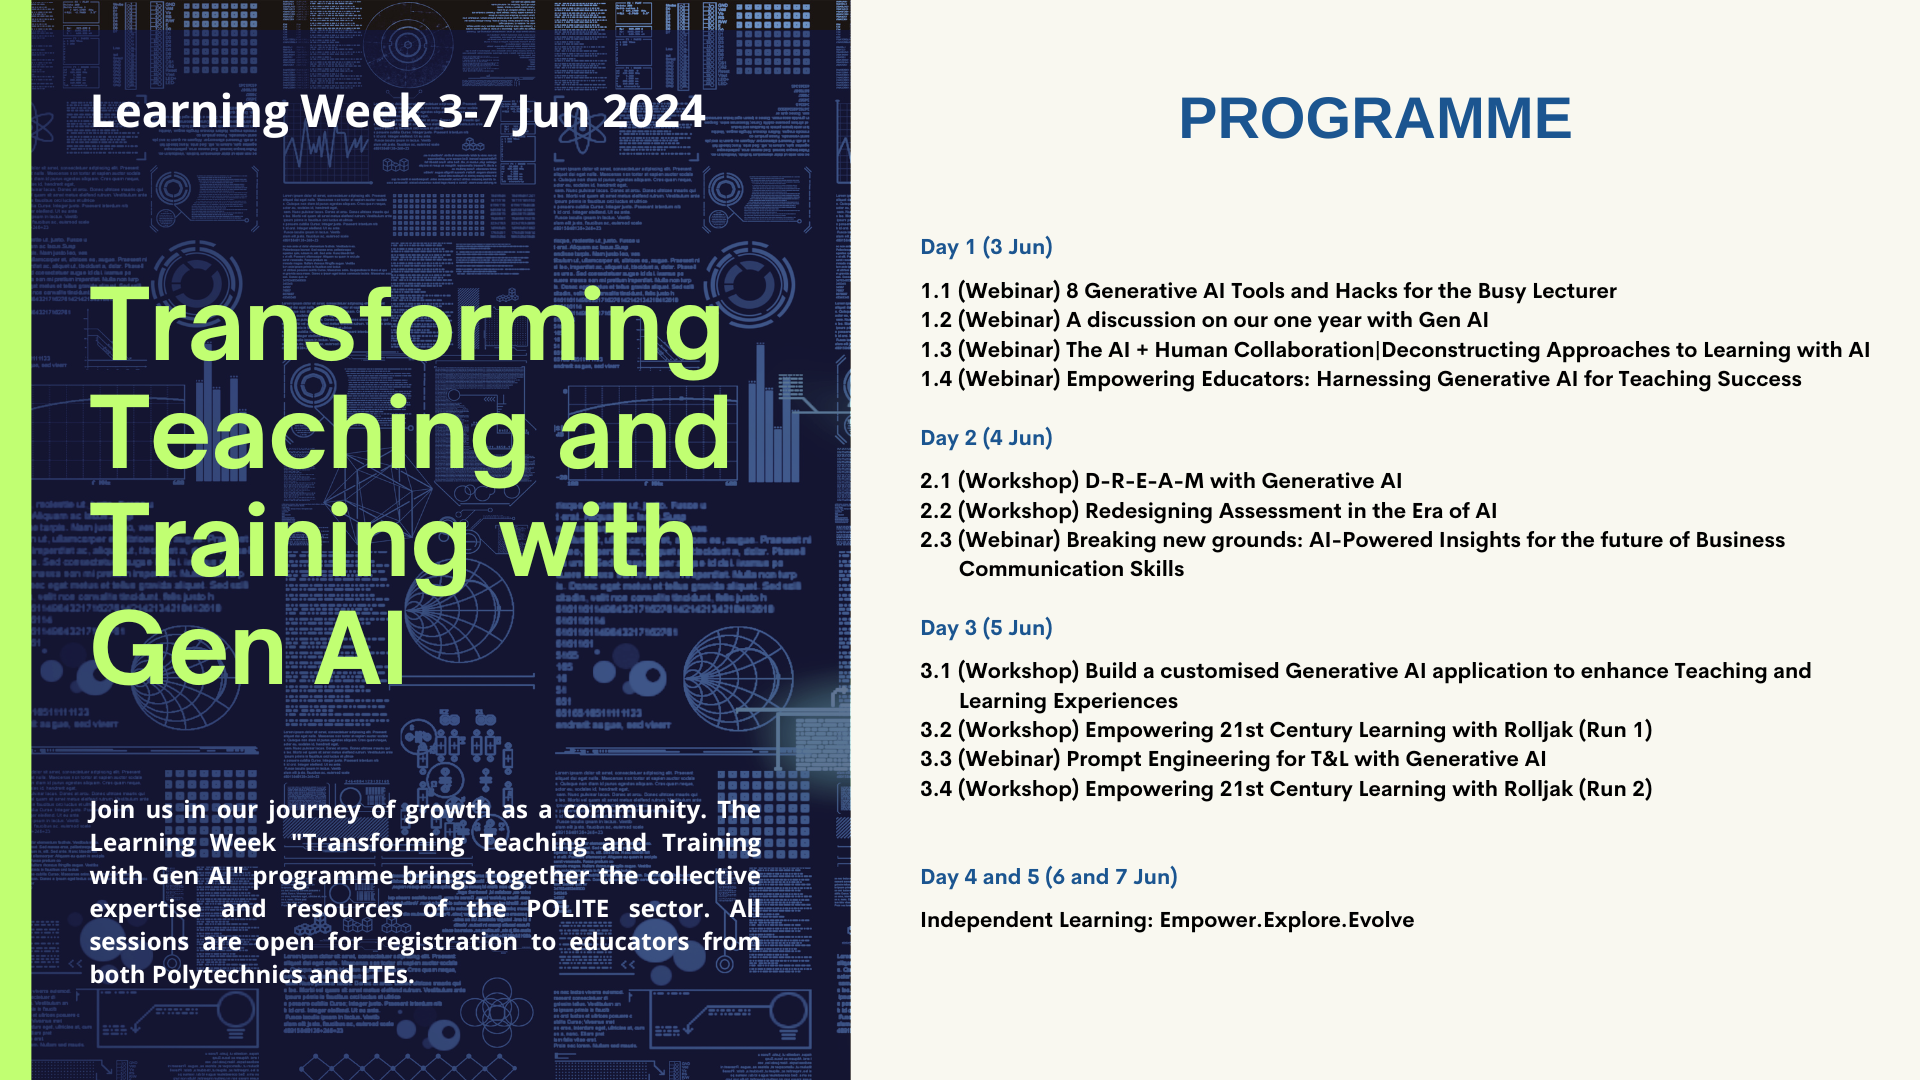 Learning Week 3-7 Jun 2024
Transforming
Teaching and
Training with
Gen AI
Join us in our journey of growth as a community. The
Learning Week "Transforming Teaching and Training
with Gen AI" programme brings together the collective
expertise and resources of the POLITE sector. All
sessions are open for registration to educators from
both Polytechnics and ITEs.
PROGRAMME
Day 1 (3 Jun)
1.1 (Webinar) 8 Generative AI Tools and Hacks for the Busy Lecturer
1.2 (Webinar) A discussion on our one year with Gen AI
1.3 (Webinar) The AI + Human Collaboration|Deconstructing Approaches to Learning with AI
1.4 (Webinar) Empowering Educators: Harnessing Generative AI for Teaching Success
Day 2 (4 Jun)
2.1 (Workshop) D-R-E-A-M with Generative AI
2.2 (Workshop) Redesigning Assessment in the Era of AI
2.3 (Webinar) Breaking new grounds: AI-Powered Insights for the future of Business
Communication Skills
Day 3 (5 Jun)
3.1 (Workshop) Build a customised Generative AI application to enhance Teaching and
Learning Experiences
3.2 (Workshop) Empowering 21st Century Learning with Rolljak (Run 1)
3.3 (Webinar) Prompt Engineering for T&L with Generative AI
3.4 (Workshop) Empowering 21st Century Learning with Rolljak (Run 2)
Day 4 and 5 (6 and 7 Jun)
Independent Learning: Empower.Explore.Evolve